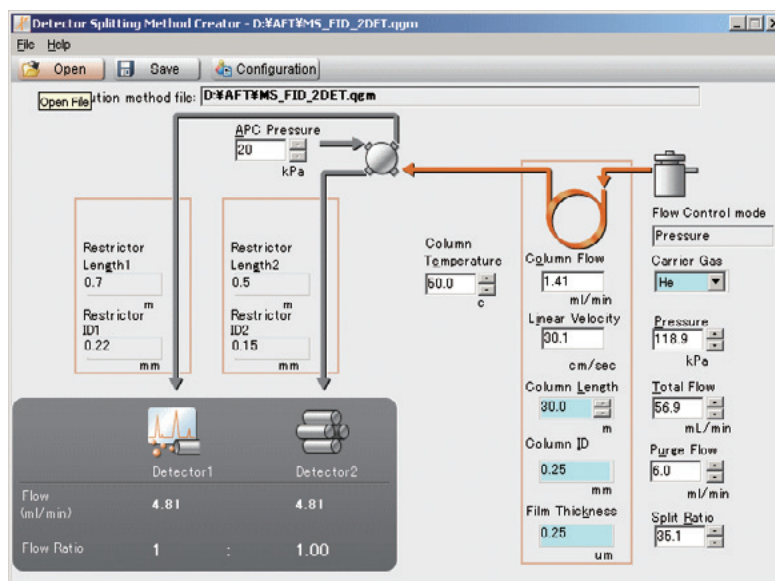 Detector Splitting Method Creator - D:¥AFT¥MS_FID_2DET.qgm
File Help
Open Save Configuration
Open File
ution method file: D:¥AFT¥MS_FID_2DET.qgm
APC Pressure
20
kPa
Restrictor
Length1
0.7
m
Restrictor
ID1
0.22
mm
Restrictor
Length2
0.5
m
Restrictor
ID2
0.15
mm
Column
Temperature
60.0
c
Column Flow
1.41
ml/min
Linear Velocity
30.1
cm/sec
Column Length
30.0
m
Column ID
0.25
mm
Film Thickness
0.25
um
Flow Control mode
Pressure
Carrier Gas
He
Pressure
118.9
kPa
Total Flow
56.9
mL/min
Purge Flow
6.0
ml/min
Split Ratio
35.1
Detector1 Detector2
Flow
(ml/min) 4.81 4.81
Flow Ratio 1 : 1.00